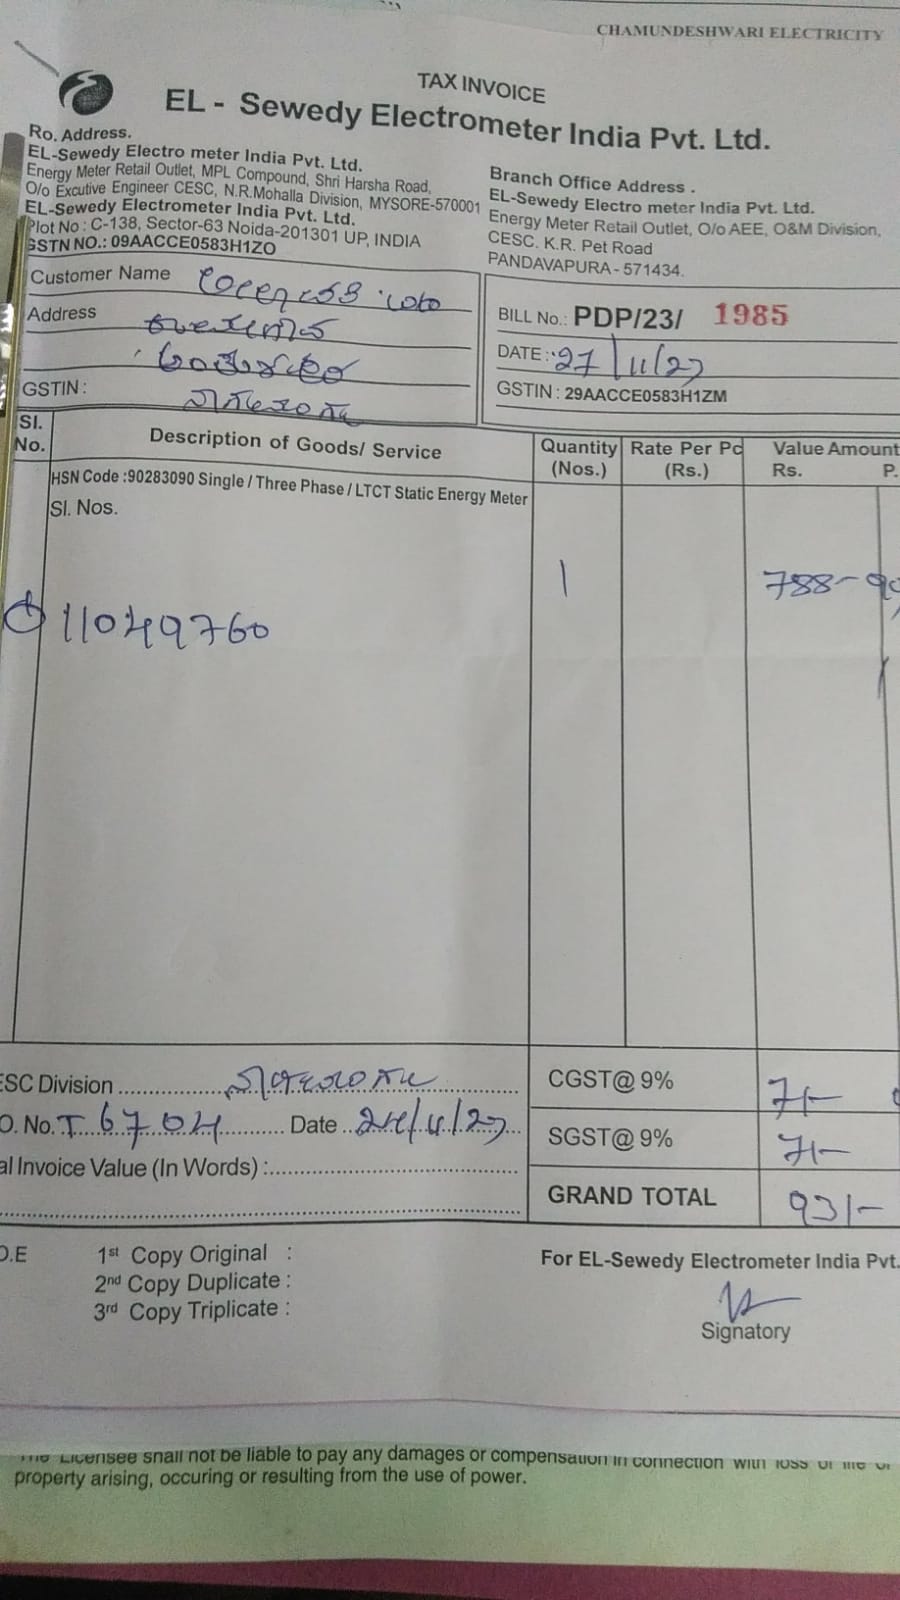 CHAMUNDESHWARI ELECTRICITY
TAX INVOICE
EL - Sewedy Electrometer India Pvt. Ltd.
Ro. Address.
EL-Sewedy Electro meter India Pvt. Ltd.
Energy Meter Retail Outlet, MPL Compound, Shri Harsha Road,
O/o Excutive Engineer CESC, N.R.Mohalla Division, MYSORE-570001
EL-Sewedy Electrometer India Pvt. Ltd.
Plot No : C-138, Sector-63 Noida-201301 UP, INDIA
GSTN NO.: 09AACCE0583H1ZO
Branch Office Address .
EL-Sewedy Electro meter India Pvt. Ltd.
Energy Meter Retail Outlet, O/o AEE, O&M Division,
CESC. K.R. Pet Road
PANDAVAPURA - 571434.
Customer Name
Address
GSTIN :
BILL No.: PDP/23/ 1985
DATE : 27/11/23
GSTIN : 29AACCE0583H1ZM
Sl. No. Description of Goods/ Service Quantity (Nos.) Rate Per Pc (Rs.) Value Amount Rs. P.
HSN Code :90283090 Single / Three Phase / LTCT Static Energy Meter
Sl. Nos.
1 788-90
11049760
ESC Division
CGST@ 9% 71-
O. No. T 6704 Date
SGST@ 9% 71-
al Invoice Value (In Words) :
GRAND TOTAL 931-
O.E 1st Copy Original :
2nd Copy Duplicate :
3rd Copy Triplicate :
For EL-Sewedy Electrometer India Pvt.
Signatory
The Licensee shall not be liable to pay any damages or compensation in connection with loss of life or
property arising, occuring or resulting from the use of power.